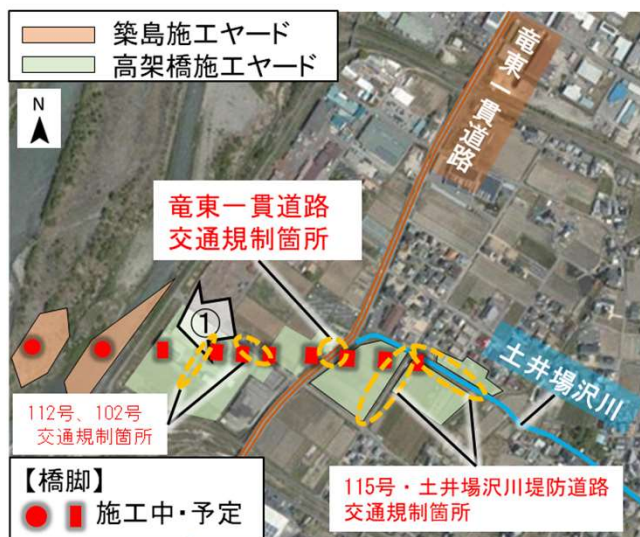 築島施工エヤード
高架橋施工エヤード
N
竜東一貫道路
竜東一貫道路
交通規制箇所
①
土井場沢川
112号、102号
交通規制箇所
115号・土井場沢川堤防道路
交通規制箇所
【橋脚】
施工中・予定